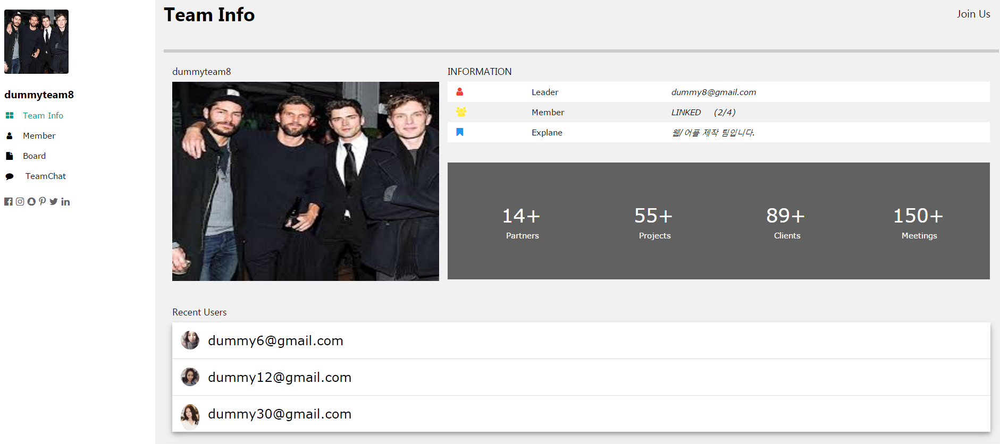 dummyteam8
Team Info
Member
Board
TeamChat
Team Info
Join Us
dummyteam8
INFORMATION
Leader dummy8@gmail.com
Member LINKED (2/4)
Explane 웹/어플 제작 팀입니다.
14+ 55+ 89+ 150+
Partners Projects Clients Meetings
Recent Users
dummy6@gmail.com
dummy12@gmail.com
dummy30@gmail.com